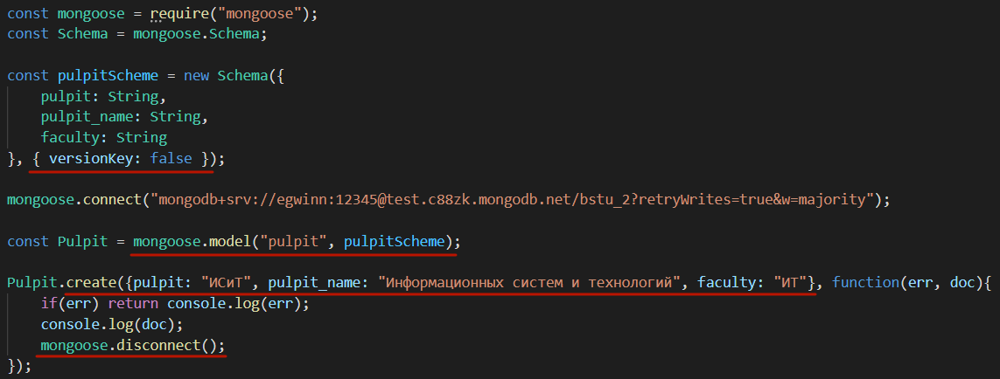 const mongoose = require("mongoose");
const Schema = mongoose.Schema;
const pulpitScheme = new Schema({
    pulpit: String,
    pulpit_name: String,
    faculty: String
}, { versionKey: false });
mongoose.connect("mongodb+srv://egwinn:12345@test.c88zk.mongodb.net/bstu_2?retryWrites=true&w=majority");
const Pulpit = mongoose.model("pulpit", pulpitScheme);
Pulpit.create({pulpit: "ИСиТ", pulpit_name: "Информационных систем и технологий", faculty: "ИТ"}, function(err, doc){
    if(err) return console.log(err);
    console.log(doc);
    mongoose.disconnect();
});